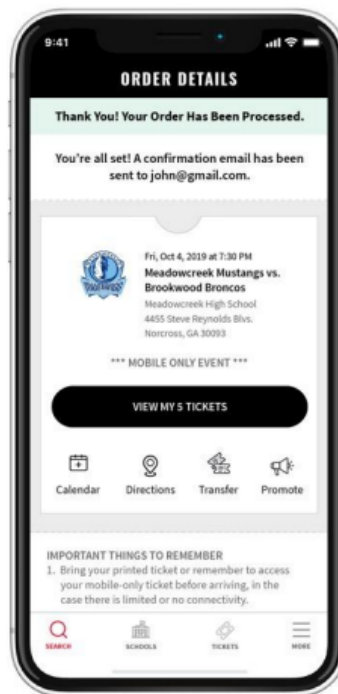 9:41
ORDER DETAILS
Thank You! Your Order Has Been Processed.
You're all set! A confirmation email has been
sent to john@gmail.com.
Fri, Oct 4, 2019 at 7:30 PM
Meadowcreek Mustangs vs.
Brookwood Broncos
Meadowcreek High School
4455 Steve Reynolds Blvs.
Norcross, GA 30093
*** MOBILE ONLY EVENT ***
VIEW MY 5 TICKETS
Calendar Directions Transfer Promote
IMPORTANT THINGS TO REMEMBER
1. Bring your printed ticket or remember to access
your mobile-only ticket before arriving, in the
case there is limited or no connectivity.
SEARCH SCHOOLS TICKETS MORE